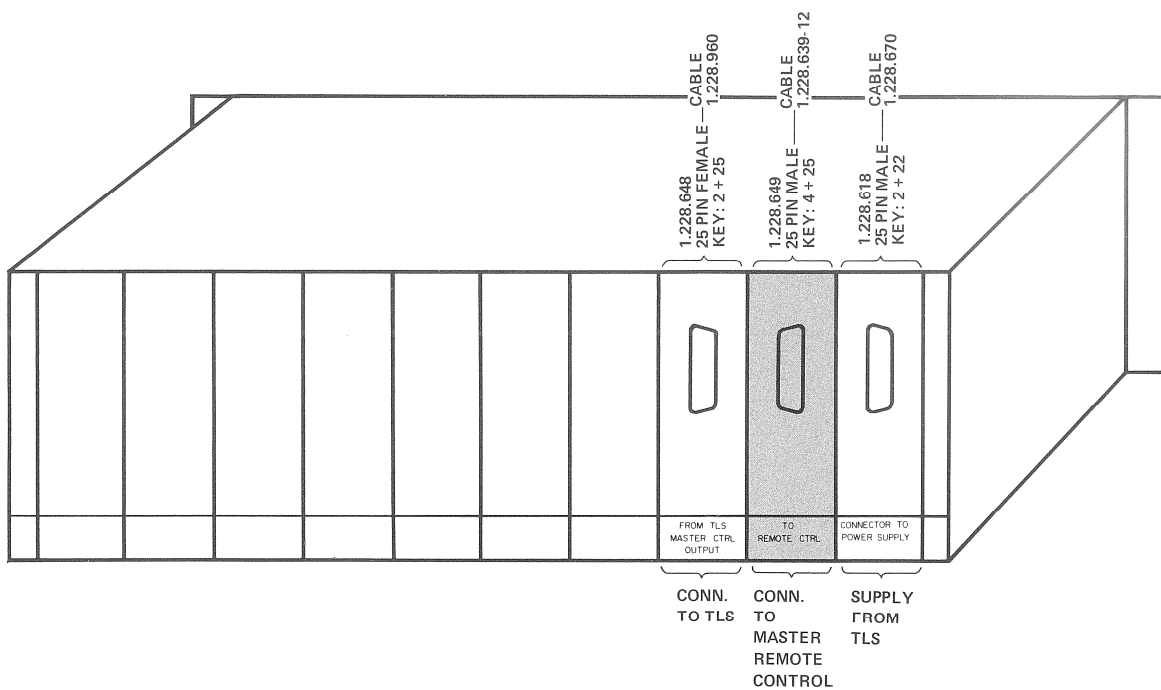 1.228.648
25 PIN FEMALE — CABLE
KEY: 2 + 25 1.228.960
1.228.649
25 PIN MALE — CABLE
KEY: 4 + 25 1.228.639-12
1.228.618
25 PIN MALE — CABLE
KEY: 2 + 22 1.228.670
FROM TLS
MASTER CTRL
OUTPUT
TO
REMOTE CTRL
CONNECTOR TO
POWER SUPPLY
CONN.
TO TLS
CONN.
TO
MASTER
REMOTE
CONTROL
SUPPLY
FROM
TLS